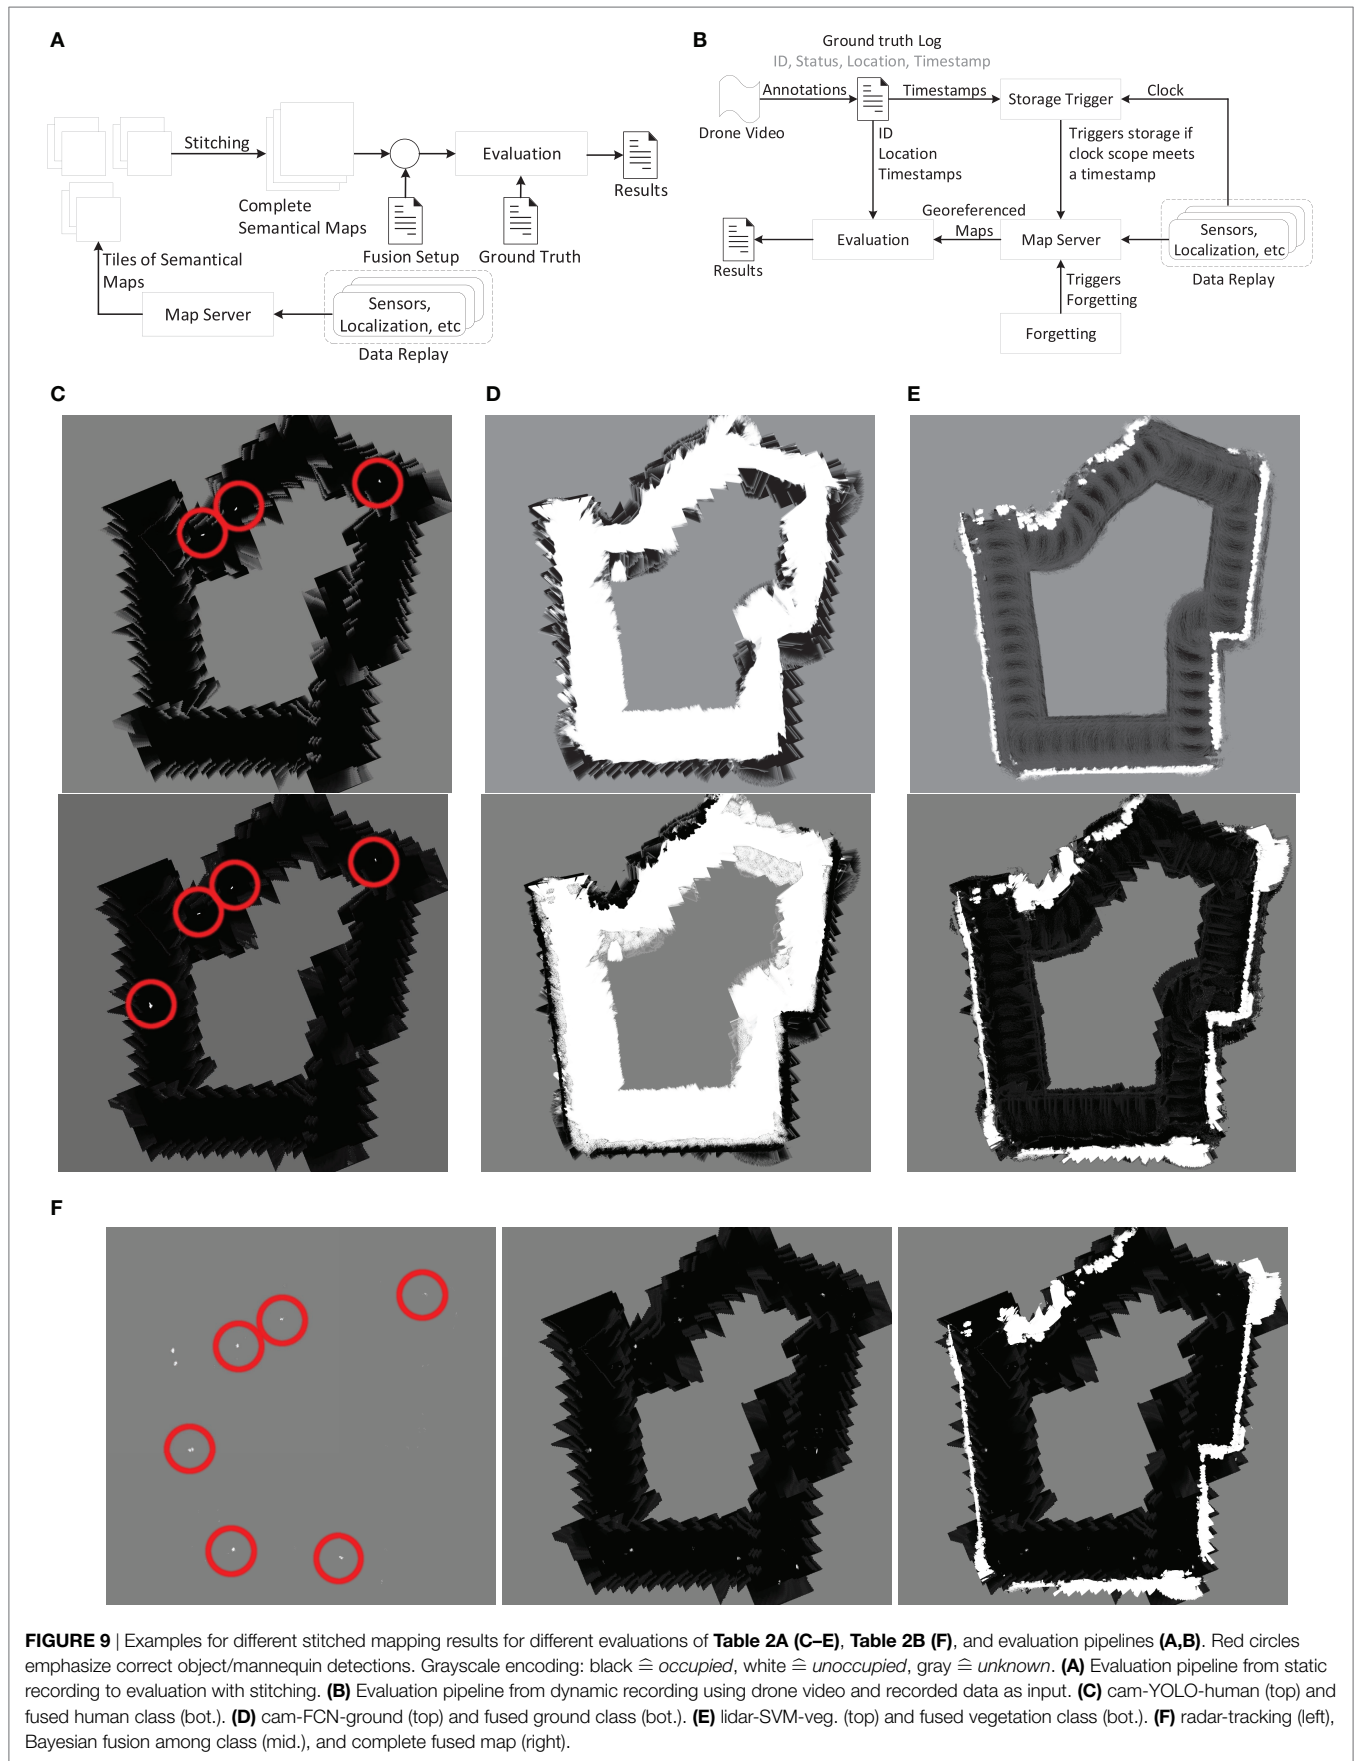 A
Stitching
Complete
Semantical Maps
Evaluation
Results
Fusion Setup
Ground Truth
Tiles of Semantical
Maps
Map Server
Sensors,
Localization, etc
Data Replay
B
Ground truth Log
ID, Status, Location, Timestamp
Annotations
Timestamps
Storage Trigger
Clock
Drone Video
ID
Location
Timestamps
Triggers storage if
clock scope meets
a timestamp
Georeferenced
Maps
Evaluation
Map Server
Sensors,
Localization, etc
Results
Data Replay
Triggers
Forgetting
Forgetting
C
D
E
F
FIGURE 9 | Examples for different stitched mapping results for different evaluations of Table 2A (C–E), Table 2B (F), and evaluation pipelines (A,B). Red circles
emphasize correct object/mannequin detections. Grayscale encoding: black ≙ occupied, white ≙ unoccupied, gray ≙ unknown. (A) Evaluation pipeline from static
recording to evaluation with stitching. (B) Evaluation pipeline from dynamic recording using drone video and recorded data as input. (C) cam-YOLO-human (top) and
fused human class (bot.). (D) cam-FCN-ground (top) and fused ground class (bot.). (E) lidar-SVM-veg. (top) and fused vegetation class (bot.). (F) radar-tracking (left),
Bayesian fusion among class (mid.), and complete fused map (right).